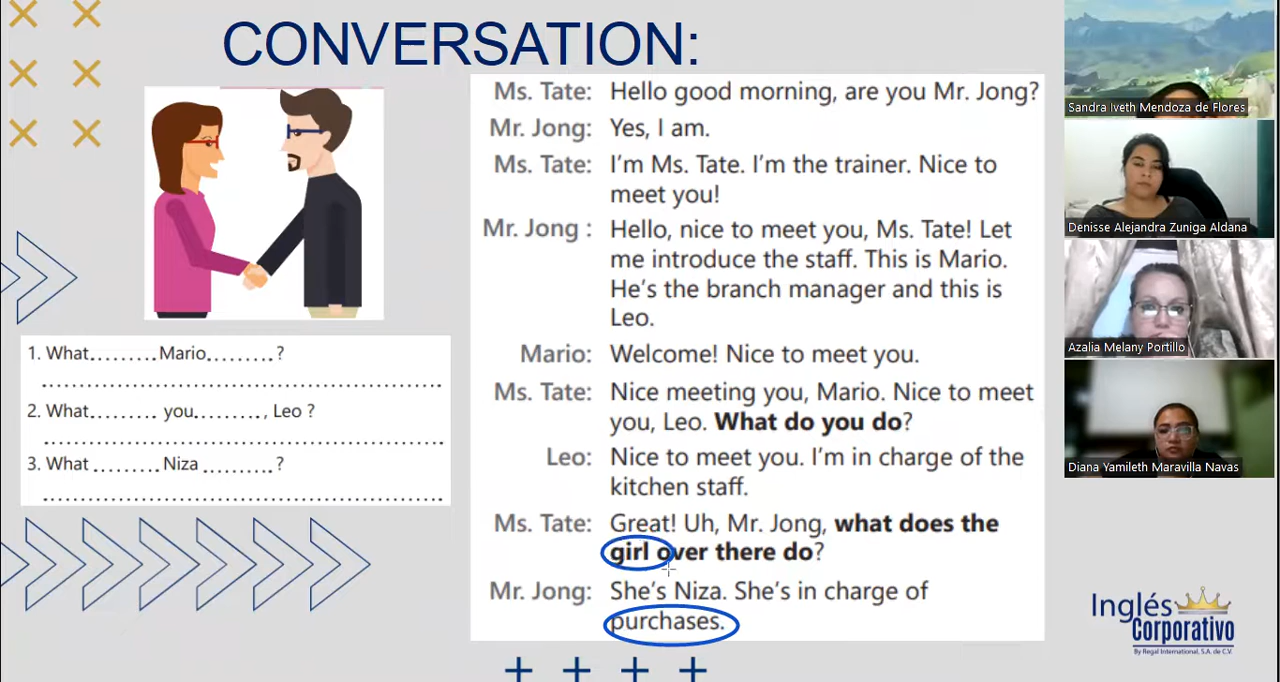 CONVERSATION:
Ms. Tate: Hello good morning, are you Mr. Jong?
Mr. Jong: Yes, I am.
Ms. Tate: I'm Ms. Tate. I'm the trainer. Nice to
meet you!
Mr. Jong : Hello, nice to meet you, Ms. Tate! Let
me introduce the staff. This is Mario.
He's the branch manager and this is
Leo.
Mario: Welcome! Nice to meet you.
Ms. Tate: Nice meeting you, Mario. Nice to meet
you, Leo. What do you do?
Leo: Nice to meet you. I'm in charge of the
kitchen staff.
Ms. Tate: Great! Uh, Mr. Jong, what does the
girl over there do?
Mr. Jong: She's Niza. She's in charge of
purchases.
1. What......... Mario.........?
..........................................
2. What......... you........., Leo ?
..........................................
3. What ......... Niza .........?
..........................................
Sandra Iveth Mendoza de Flores
Denisse Alejandra Zuniga Aldana
Azalia Melany Portillo
Diana Yamileth Maravilla Navas
Inglés
Corporativo
By Regal International, S.A. de C.V.